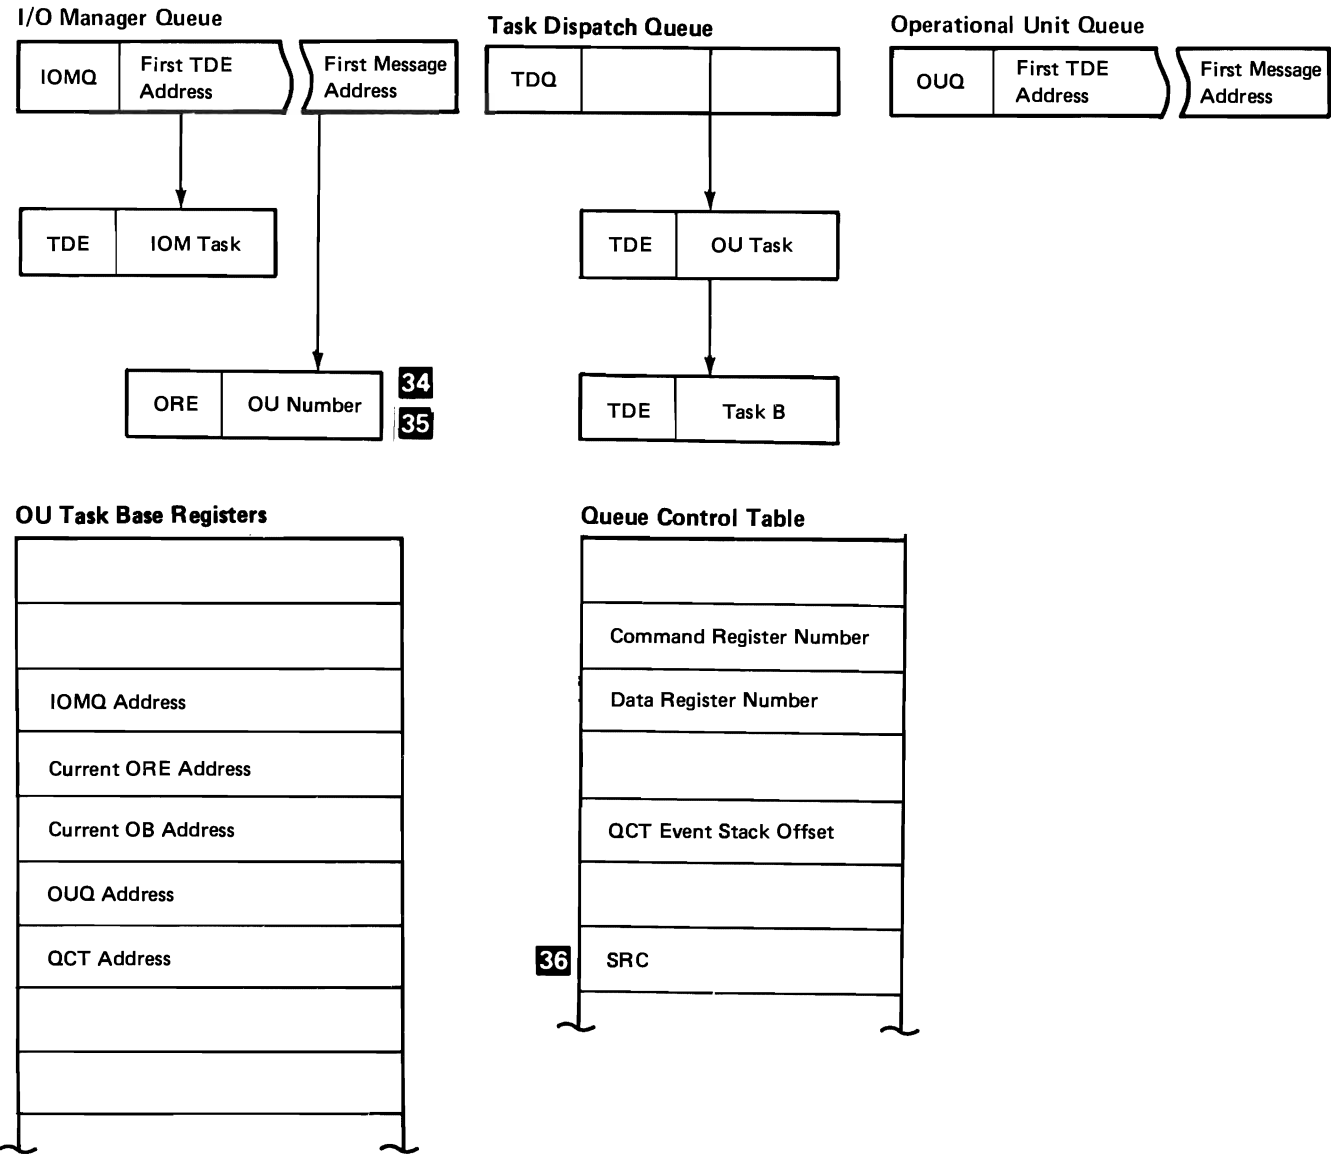 I/O Manager Queue
IOMQ
First TDE
Address
First Message
Address
TDE
IOM Task
ORE
OU Number
34
35
Task Dispatch Queue
TDQ
TDE
OU Task
TDE
Task B
Operational Unit Queue
OUQ
First TDE
Address
First Message
Address
OU Task Base Registers
IOMQ Address
Current ORE Address
Current OB Address
OUQ Address
QCT Address
Queue Control Table
Command Register Number
Data Register Number
QCT Event Stack Offset
36
SRC